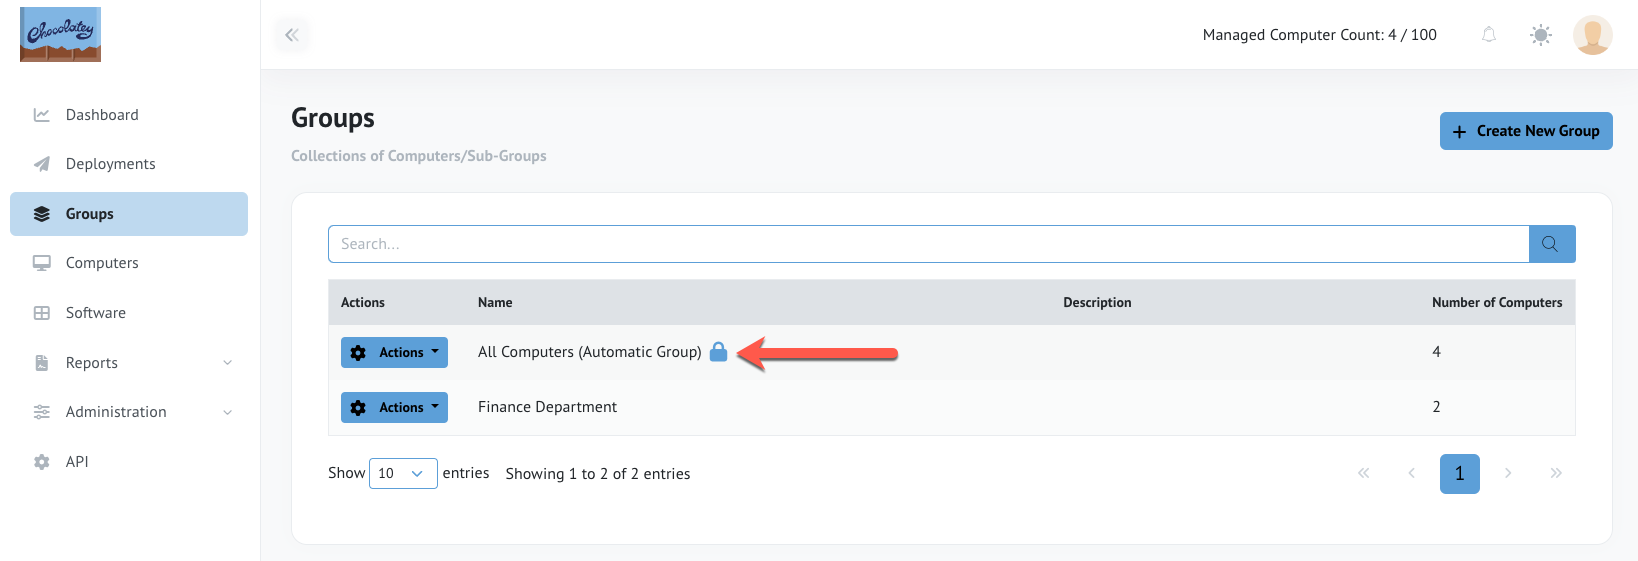 Chocolatey
Managed Computer Count: 4 / 100
Dashboard
Deployments
Groups
Computers
Software
Reports
Administration
API
Groups
Collections of Computers/Sub-Groups
+ Create New Group
Search...
Actions Name Description Number of Computers
Actions All Computers (Automatic Group) 4
Actions Finance Department 2
Show 10 entries Showing 1 to 2 of 2 entries « ‹ 1 › »